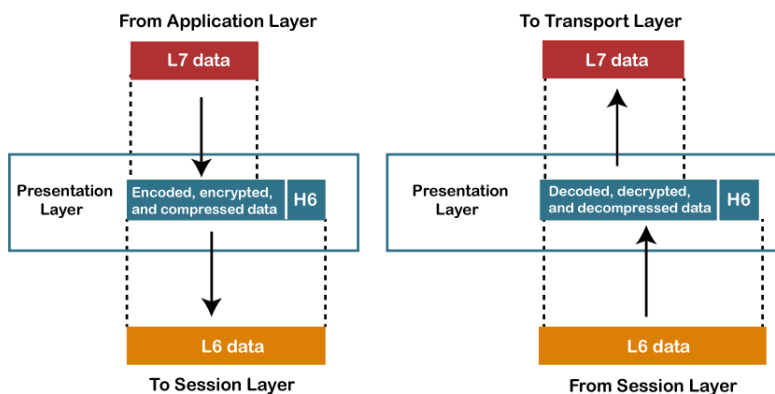 From Application Layer
L7 data
Presentation
Layer
Encoded, encrypted,
and compressed data
H6
L6 data
To Session Layer
To Transport Layer
L7 data
Presentation
Layer
Decoded, decrypted,
and decompressed data
H6
L6 data
From Session Layer